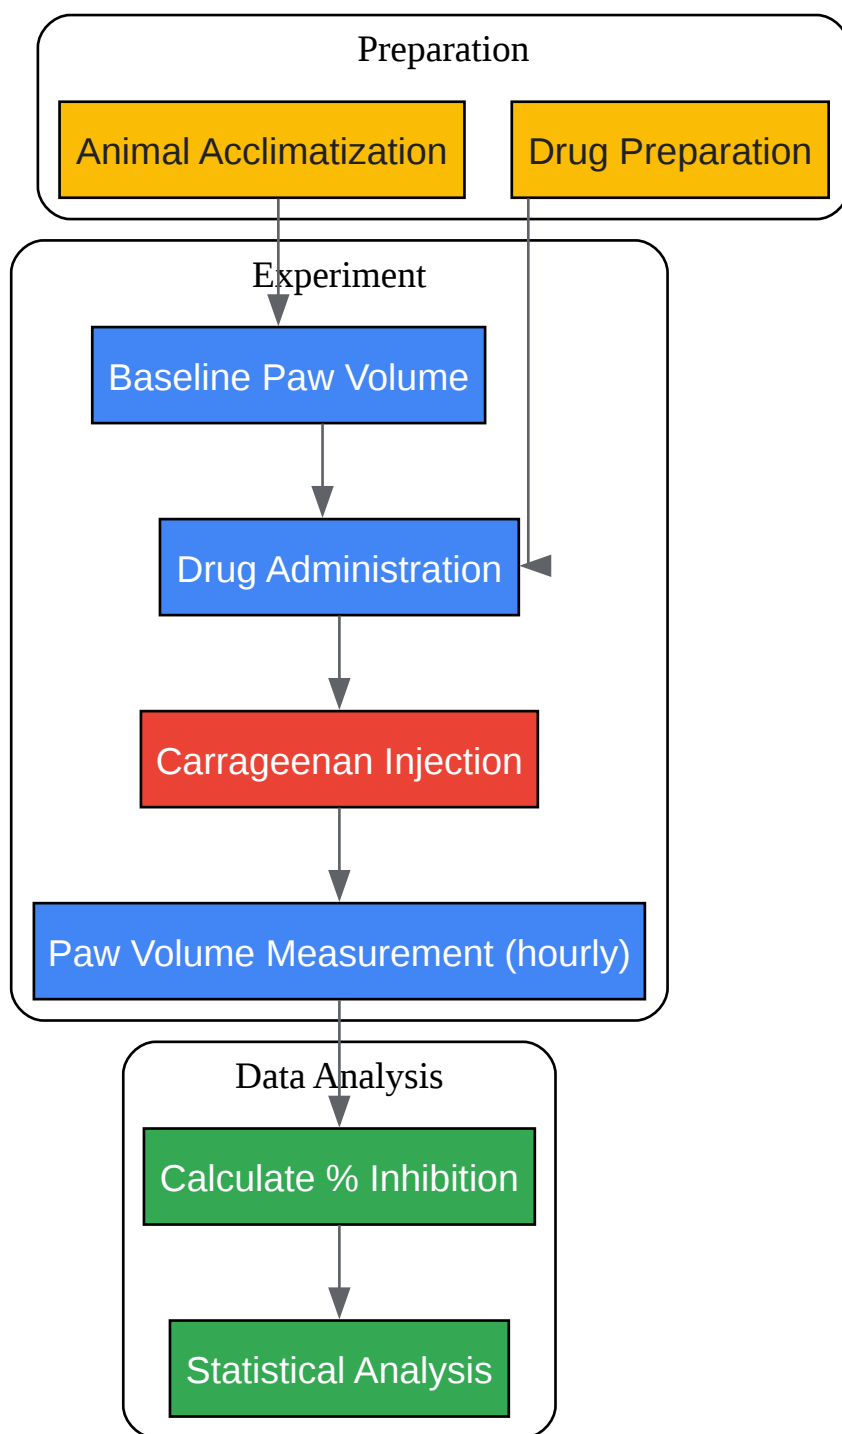 Preparation
Animal Acclimatization
Drug Preparation
Experiment
Baseline Paw Volume
Drug Administration
Carrageenan Injection
Paw Volume Measurement (hourly)
Data Analysis
Calculate % Inhibition
Statistical Analysis